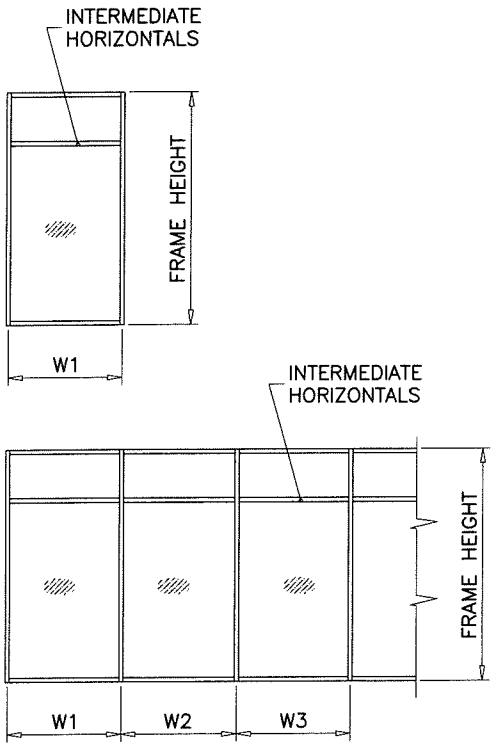 INTERMEDIATE
HORIZONTALS
FRAME HEIGHT
W1
INTERMEDIATE
HORIZONTALS
FRAME HEIGHT
W1
W2
W3